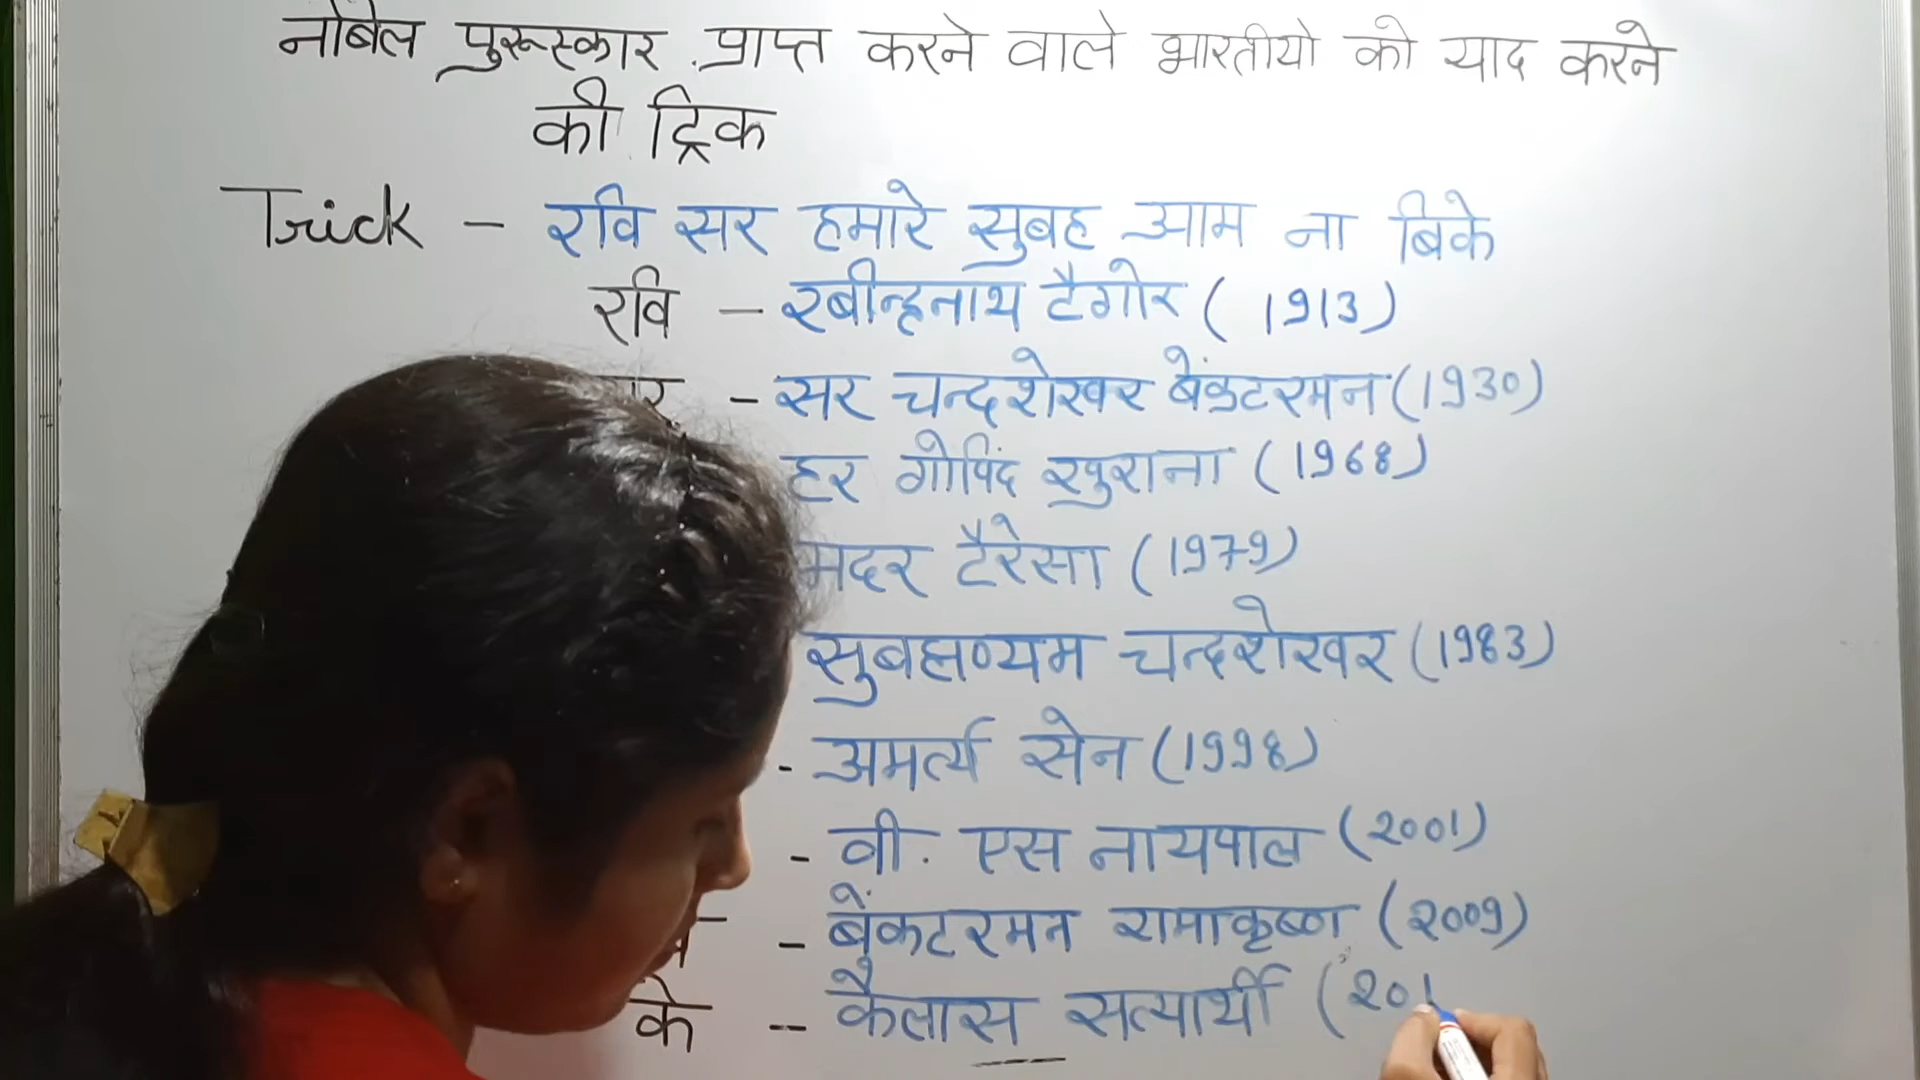 नोबेल पुरूस्कार प्राप्त करने वाले भारतीयो को याद करने
की ट्रिक
Trick - रवि सर हमारे सुबह आम ना बिके
रवि - रबीन्द्रनाथ टैगोर ( 1913)
- सर चन्द्रशेखर बेंकटरमन (1930)
हर गोविंद खुराना (1968)
मदर टैरेसा (1979)
सुबह्मण्यम चन्द्रशेखर (1983)
- अमर्त्य सेन (1998)
- वी. एस नायपाल (2001)
- बेंकटरमन रामाकृष्ण (2009)
के - कैलास सत्यार्थी (201